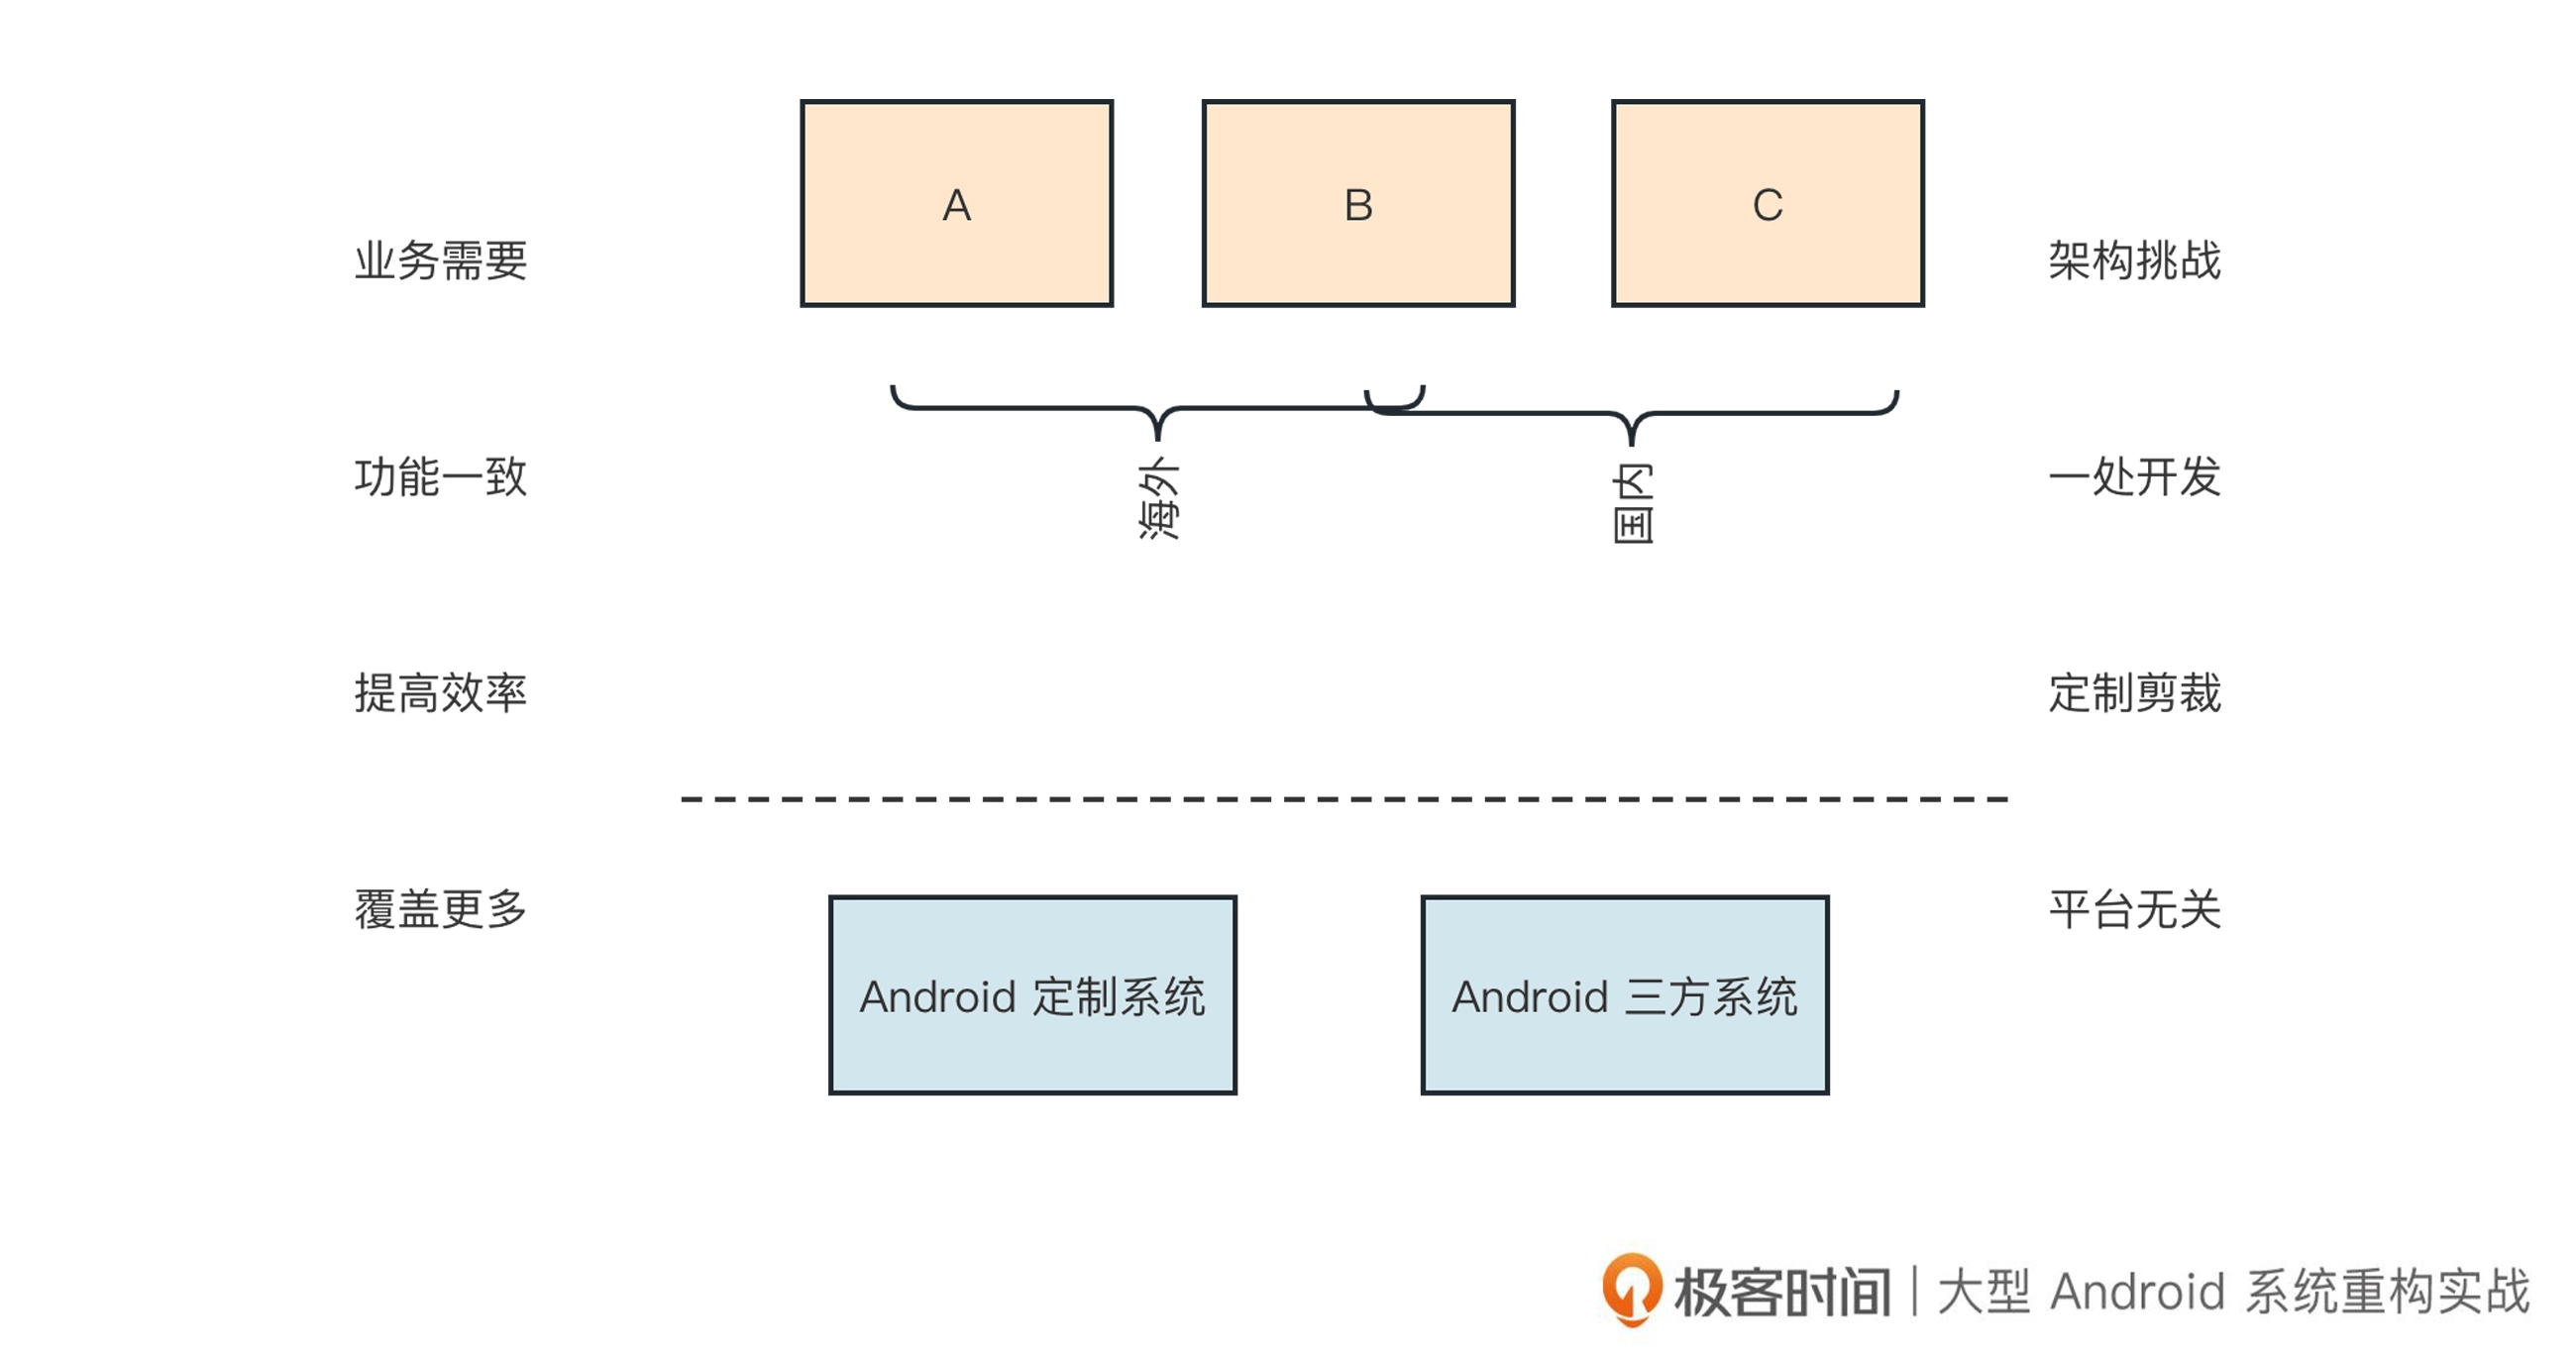 A
B
C
业务需要
架构挑战
功能一致
海外
国内
一处开发
提高效率
定制剪裁
覆盖更多
平台无关
Android 定制系统
Android 三方系统
极客时间 | 大型 Android 系统重构实战